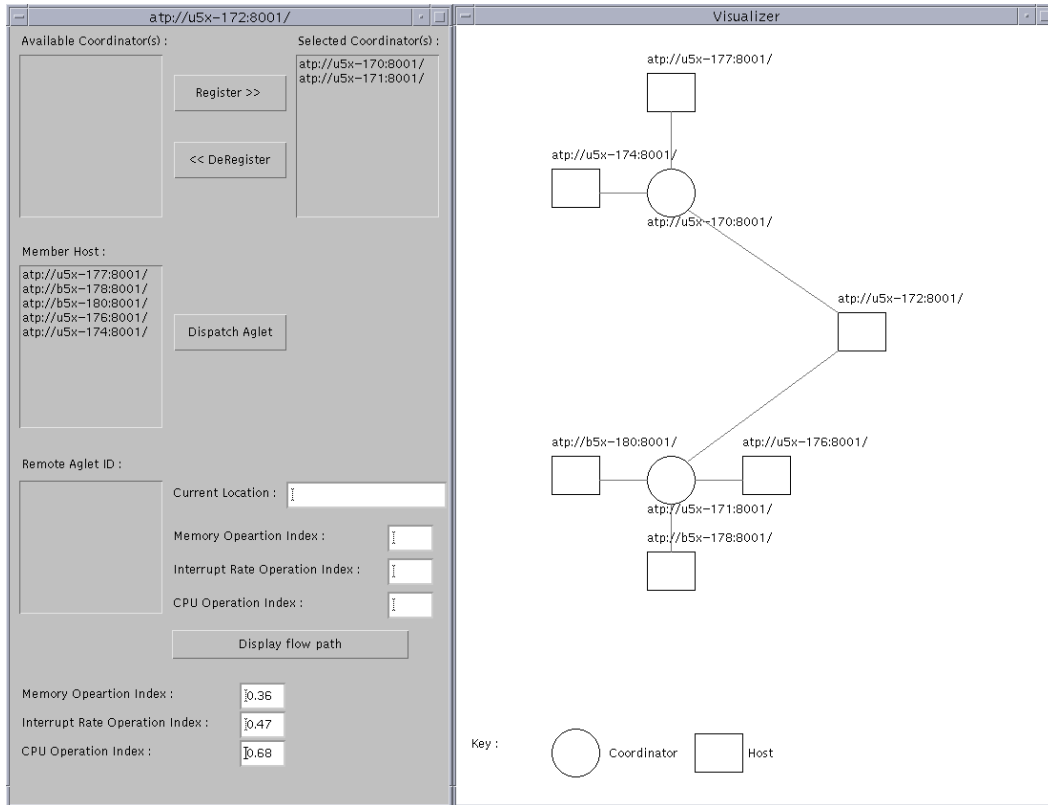 atp://u5x-172:8001/
Available Coordinator(s) :
Selected Coordinator(s) :
atp://u5x-170:8001/
atp://u5x-171:8001/
Register >>
<< DeRegister
Member Host :
atp://u5x-177:8001/
atp://b5x-178:8001/
atp://b5x-180:8001/
atp://u5x-176:8001/
atp://u5x-174:8001/
Dispatch Aglet
Remote Aglet ID :
Current Location :
Memory Opeartion Index :
Interrupt Rate Operation Index :
CPU Operation Index :
Display flow path
Memory Opeartion Index : 0.36
Interrupt Rate Operation Index : 0.47
CPU Operation Index : 0.68
Visualizer
atp://u5x-177:8001/
atp://u5x-174:8001/
atp://u5x-170:8001/
atp://u5x-172:8001/
atp://b5x-180:8001/
atp://u5x-176:8001/
atp://u5x-171:8001/
atp://b5x-178:8001/
Key :
Coordinator
Host